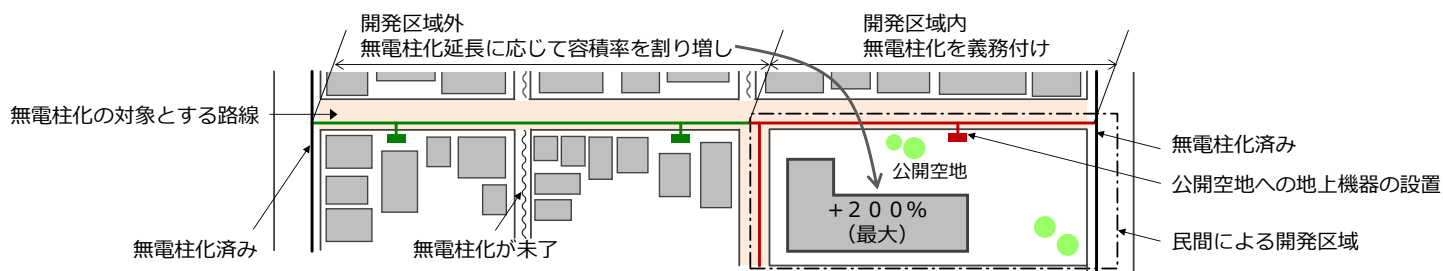 開発区域外
無電柱化延長に応じて容積率を割り増し
開発区域内
無電柱化を義務付け
無電柱化の対象とする路線
無電柱化済み
公開空地
公開空地への地上機器の設置
+200%
(最大)
無電柱化済み
無電柱化が未了
民間による開発区域